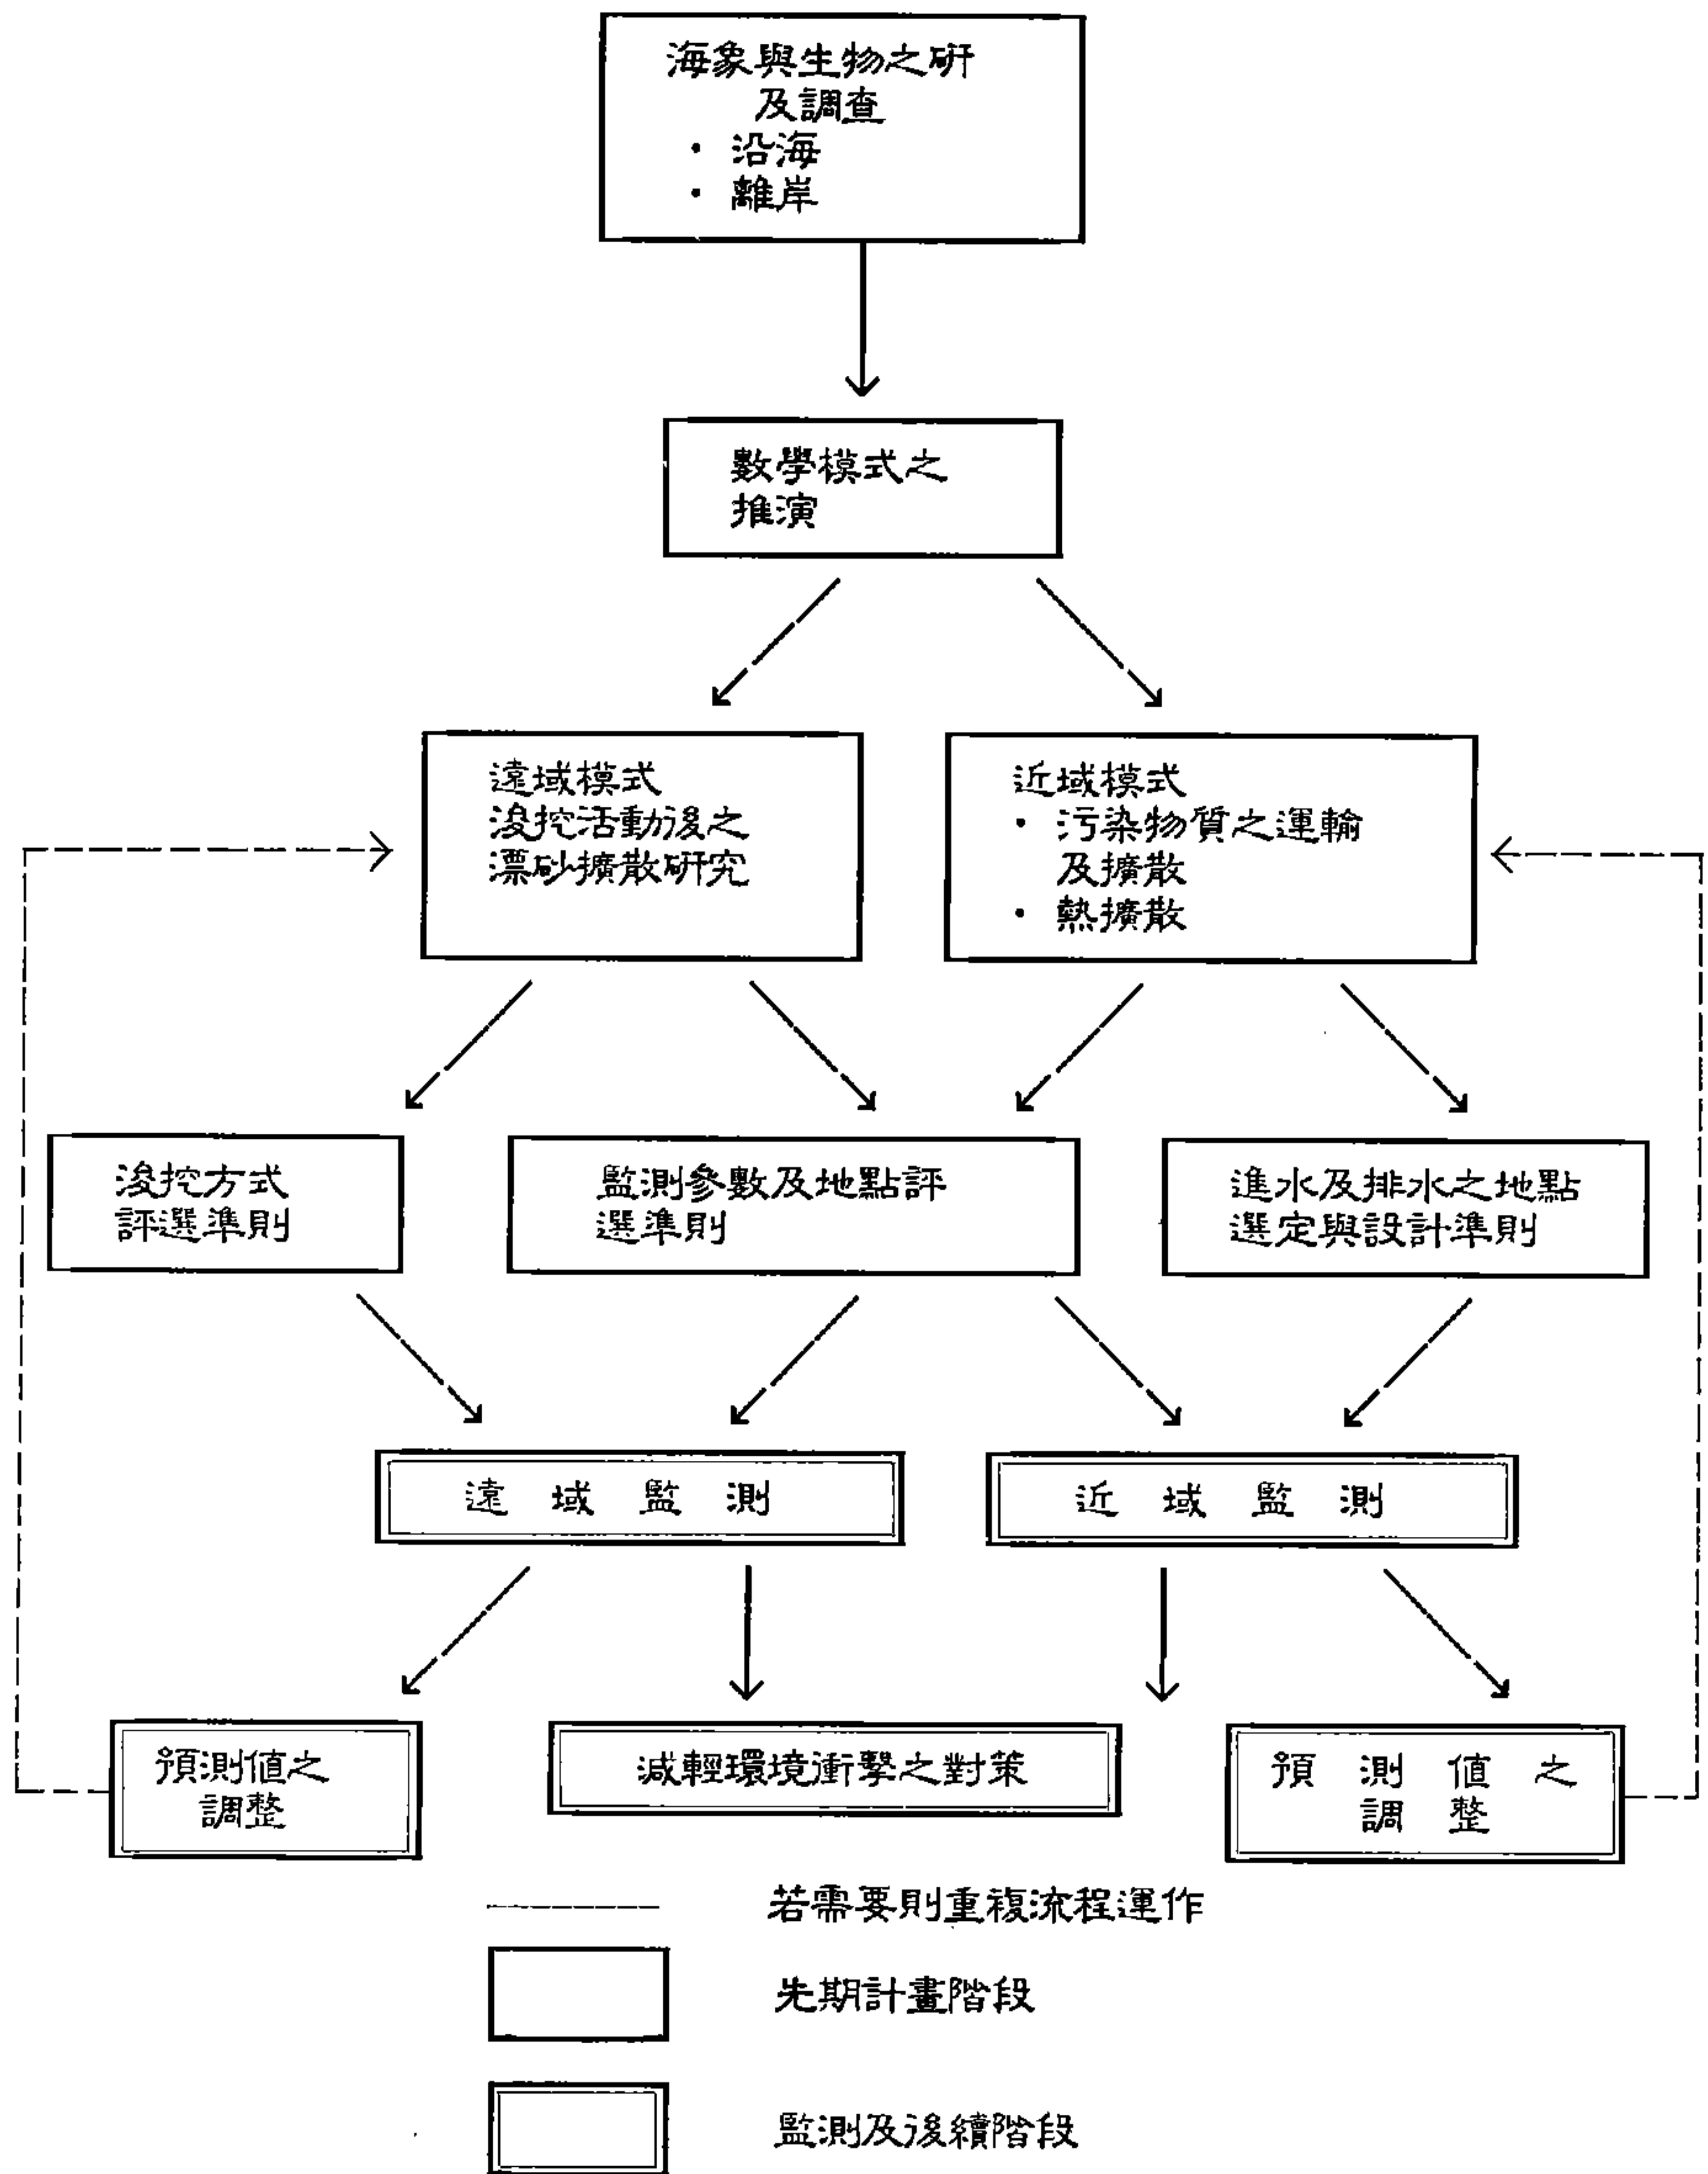 海象與生物之研
及調查
· 沿海
· 離岸
數學模式之
推演
遠域模式
浚挖活動後之
漂砂擴散研究
近域模式
· 污染物質之運輸
及擴散
· 熱擴散
浚挖方式
評選準則
監測參數及地點評
選準則
進水及排水之地點
選定與設計準則
遠域監測
近域監測
預測值之
調整
減輕環境衝擊之對策
預測值之
調整
若需要則重複流程運作
先期計畫階段
監測及後續階段